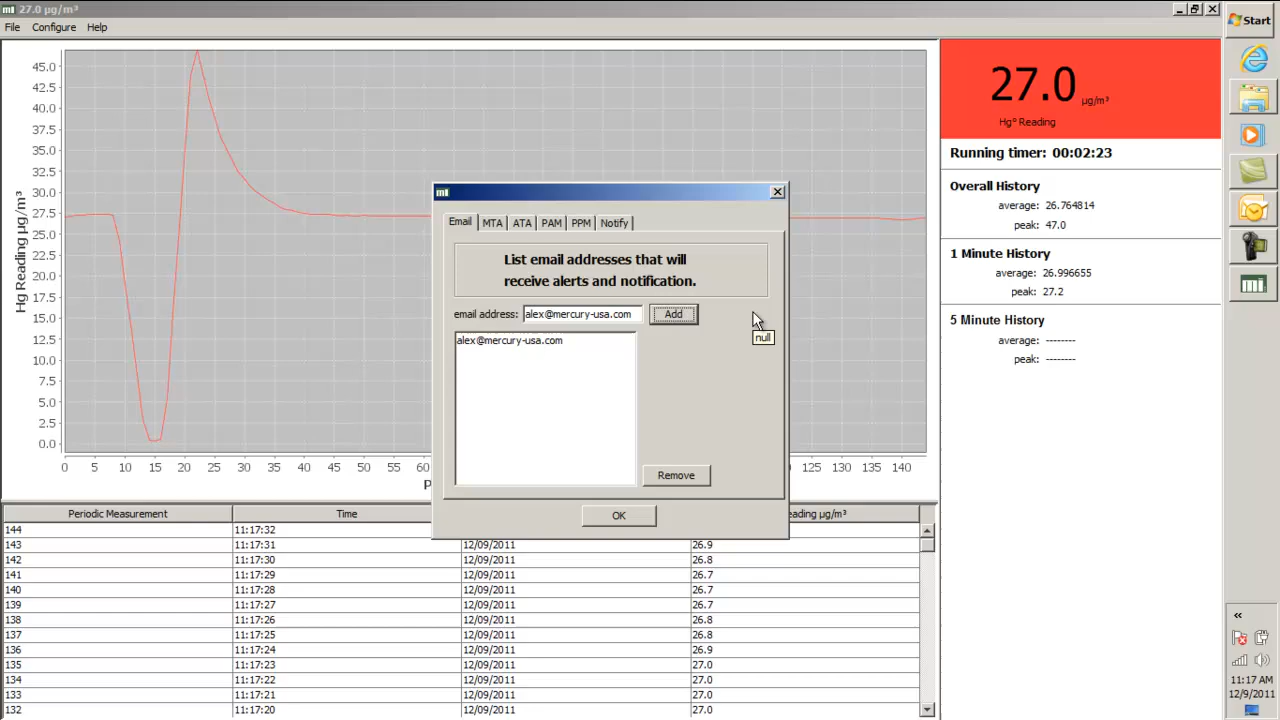 27.0 µg/m³
File Configure Help
Start
45.0
42.5
40.0
37.5
35.0
32.5
30.0
27.5
25.0
22.5
20.0
17.5
15.0
12.5
10.0
7.5
5.0
2.5
0.0
Hg Reading µg/m³
0 5 10 15 20 25 30 35 40 45 50 55 60
125 130 135 140
27.0 µg/m³
Hg° Reading
Running timer: 00:02:23
Overall History
average: 26.764814
peak: 47.0
1 Minute History
average: 26.996655
peak: 27.2
5 Minute History
average: --------
peak: --------
Email MTA ATA PAM PPM Notify
List email addresses that will
receive alerts and notification.
email address: alex@mercury-usa.com Add
null
alex@mercury-usa.com
Remove
OK
Periodic Measurement Time eading µg/m³
144 11:17:32
143 11:17:31 12/09/2011 26.9
142 11:17:30 12/09/2011 26.8
141 11:17:29 12/09/2011 26.7
140 11:17:28 12/09/2011 26.7
139 11:17:27 12/09/2011 26.7
138 11:17:26 12/09/2011 26.8
137 11:17:25 12/09/2011 26.8
136 11:17:24 12/09/2011 26.9
135 11:17:23 12/09/2011 27.0
134 11:17:22 12/09/2011 27.0
133 11:17:21 12/09/2011 27.0
132 11:17:20 12/09/2011 27.0
11:17 AM
12/9/2011